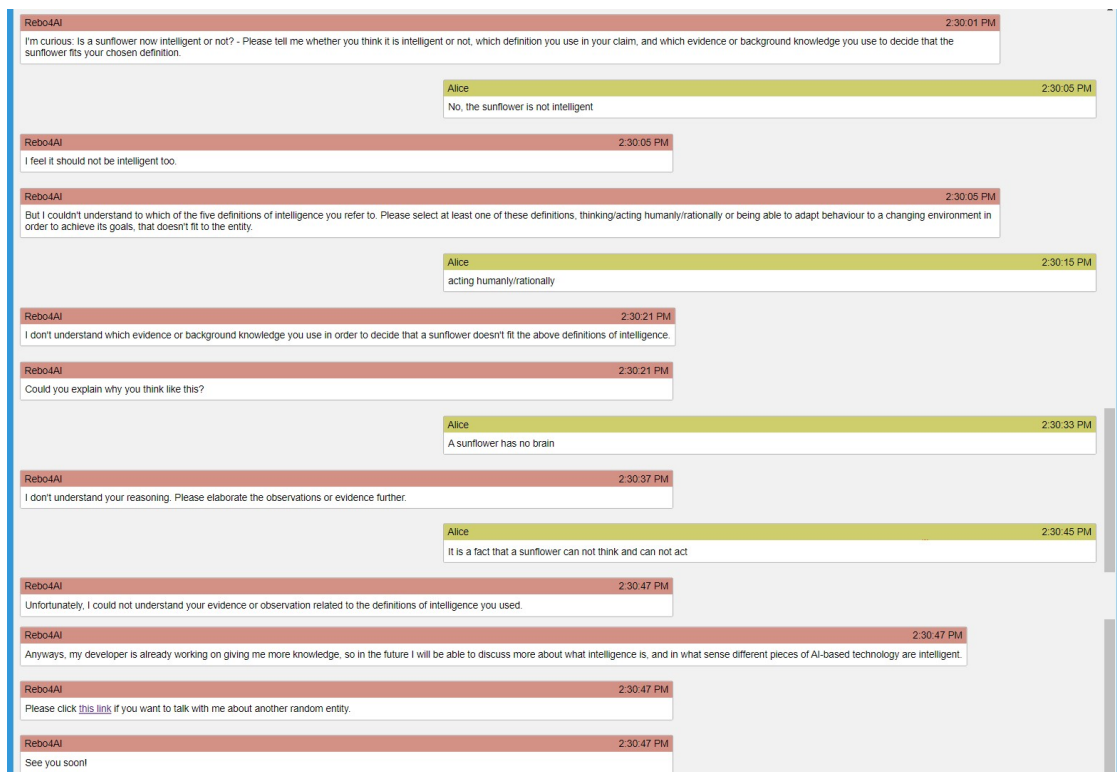 Rebo4AI 2:30:01 PM
I'm curious: Is a sunflower now intelligent or not? - Please tell me whether you think it is intelligent or not, which definition you use in your claim, and which evidence or background knowledge you use to decide that the
sunflower fits your chosen definition.
Alice 2:30:05 PM
No, the sunflower is not intelligent
Rebo4AI 2:30:05 PM
I feel it should not be intelligent too.
Rebo4AI 2:30:05 PM
But I couldn't understand to which of the five definitions of intelligence you refer to. Please select at least one of these definitions, thinking/acting humanly/rationally or being able to adapt behaviour to a changing environment in
order to achieve its goals, that doesn't fit to the entity.
Alice 2:30:15 PM
acting humanly/rationally
Rebo4AI 2:30:21 PM
I don't understand which evidence or background knowledge you use in order to decide that a sunflower doesn't fit the above definitions of intelligence.
Rebo4AI 2:30:21 PM
Could you explain why you think like this?
Alice 2:30:33 PM
A sunflower has no brain
Rebo4AI 2:30:37 PM
I don't understand your reasoning. Please elaborate the observations or evidence further.
Alice 2:30:45 PM
It is a fact that a sunflower can not think and can not act
Rebo4AI 2:30:47 PM
Unfortunately, I could not understand your evidence or observation related to the definitions of intelligence you used.
Rebo4AI 2:30:47 PM
Anyways, my developer is already working on giving me more knowledge, so in the future I will be able to discuss more about what intelligence is, and in what sense different pieces of AI-based technology are intelligent.
Rebo4AI 2:30:47 PM
Please click this link if you want to talk with me about another random entity.
Rebo4AI 2:30:47 PM
See you soon!